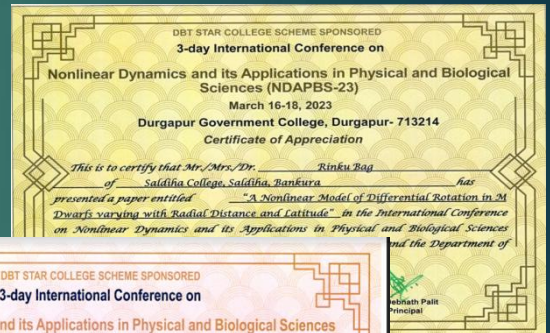 DBT STAR COLLEGE SCHEME SPONSORED
3-day International Conference on
Nonlinear Dynamics and its Applications in Physical and Biological
Sciences (NDAPBS-23)
March 16-18, 2023
Durgapur Government College, Durgapur- 713214
Certificate of Appreciation
This is to certify that Mr./Mrs./Dr. Rinku Bag
of Saldiha College, Saldiha, Bankura has
presented a paper entitled "A Nonlinear Model of Differential Rotation in M
Dwarfs varying with Radial Distance and Latitude" in the International Conference
on Nonlinear Dynamics and its Applications in Physical and Biological Sciences
nd the Department of
ebnath Palit
Principal
DBT STAR COLLEGE SCHEME SPONSORED
3-day International Conference on
nd its Applications in Physical and Biological Sciences